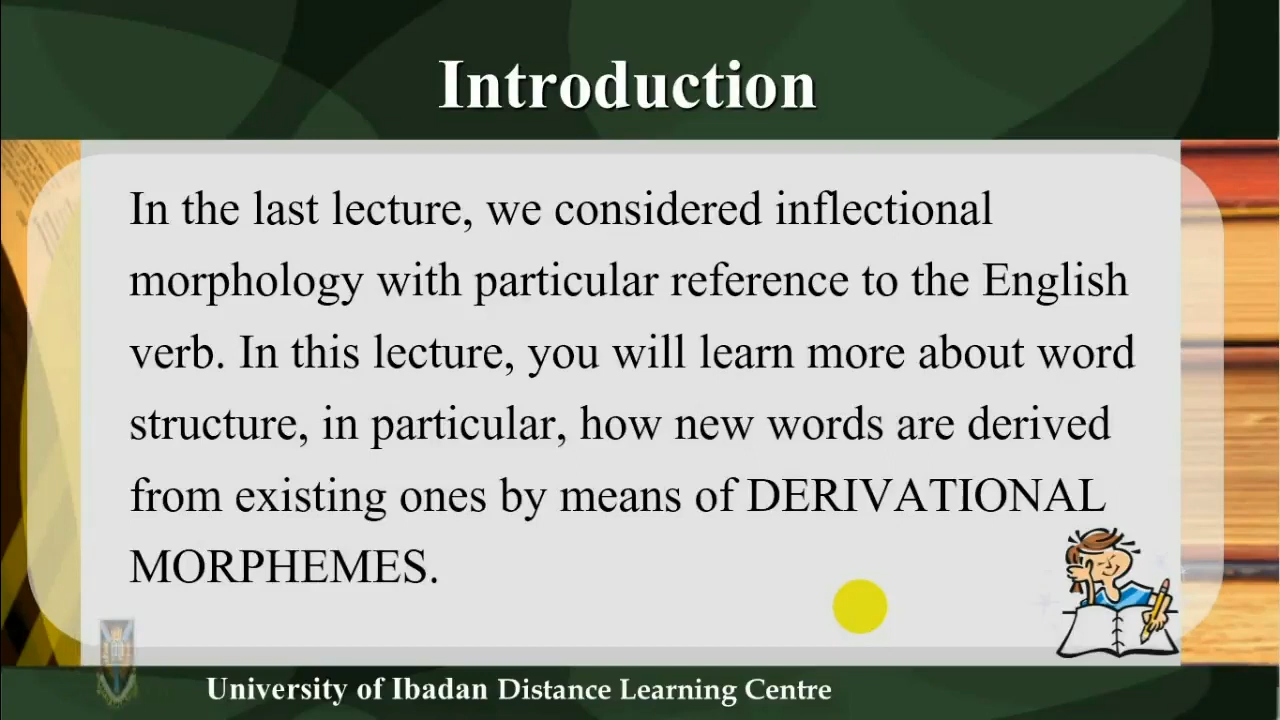 Introduction
In the last lecture, we considered inflectional
morphology with particular reference to the English
verb. In this lecture, you will learn more about word
structure, in particular, how new words are derived
from existing ones by means of DERIVATIONAL
MORPHEMES.
University of Ibadan Distance Learning Centre